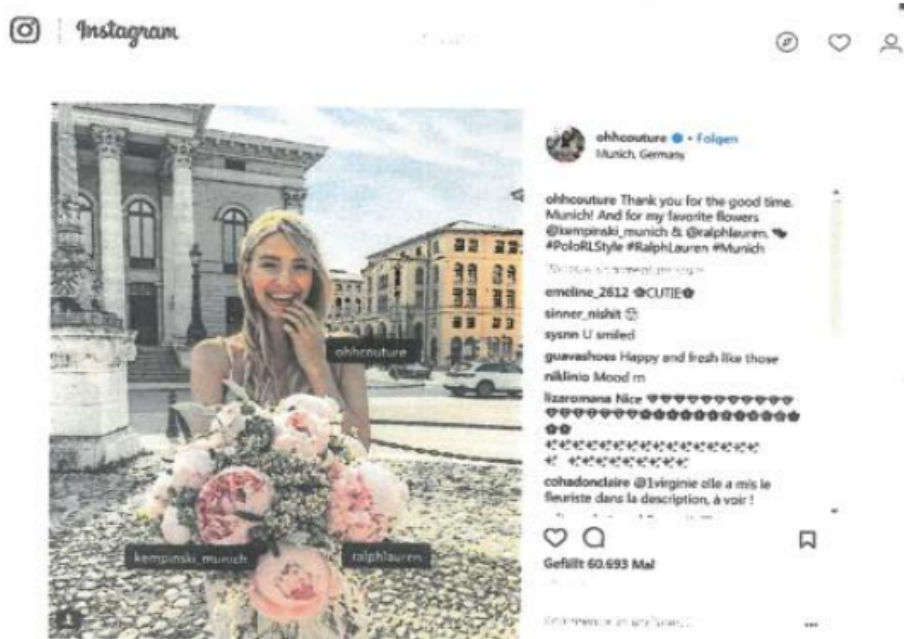 Instagram
ohhcouture • Folgen
Munich, Germany
ohhcouture Thank you for the good time.
Munich! And for my favorite flowers
@kempinski_munich & @ralphlauren.
#PoloRLStyle #RalphLauren #Munich
emeline_2612 CUTIE
sinner_nishit
sysnn U smiled
guavashoes Happy and fresh like those
niklinio Mood rn
lizaromana Nice
cohadonclaire @1virginie elle a mis le
fleuriste dans la description, à voir !
Gefällt 60.693 Mal
ohhcouture
kempinski_munich
ralphlauren